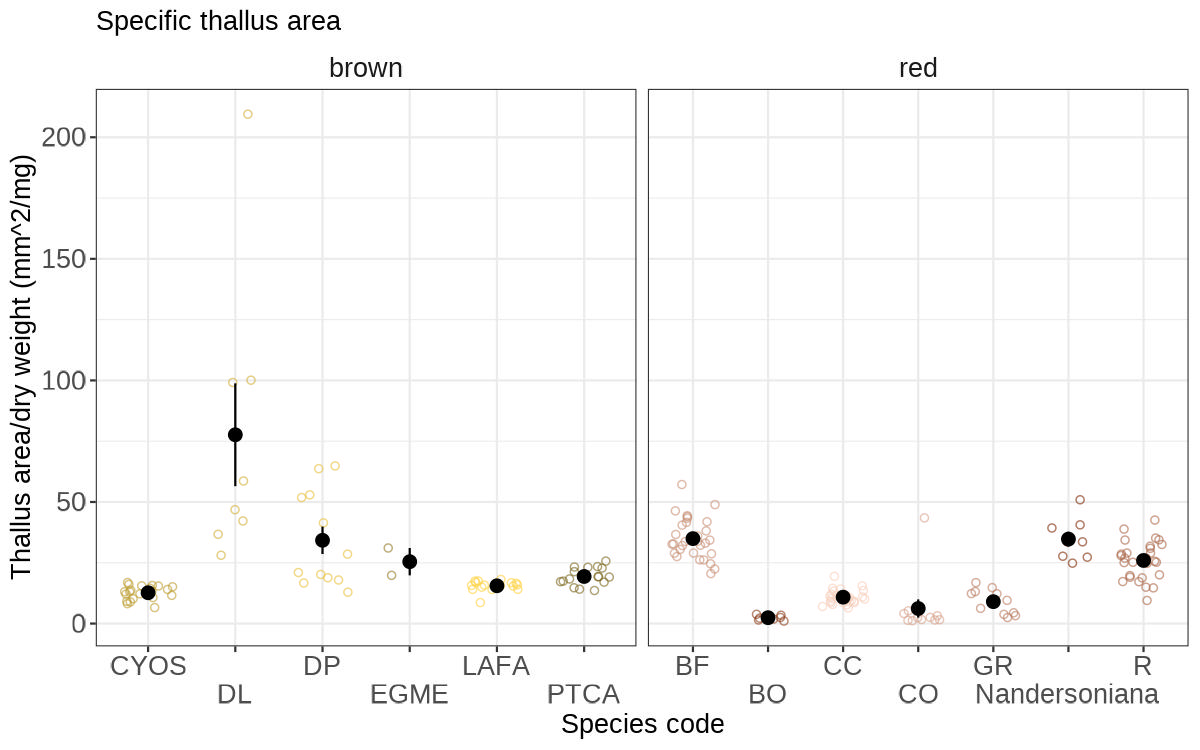 Specific thallus area
brown
red
Thallus area/dry weight (mm^2/mg)
200
150
100
50
0
CYOS
DL
DP
EGME
LAFA
PTCA
BF
BO
CC
CO
GR
Nandersoniana
R
Species code